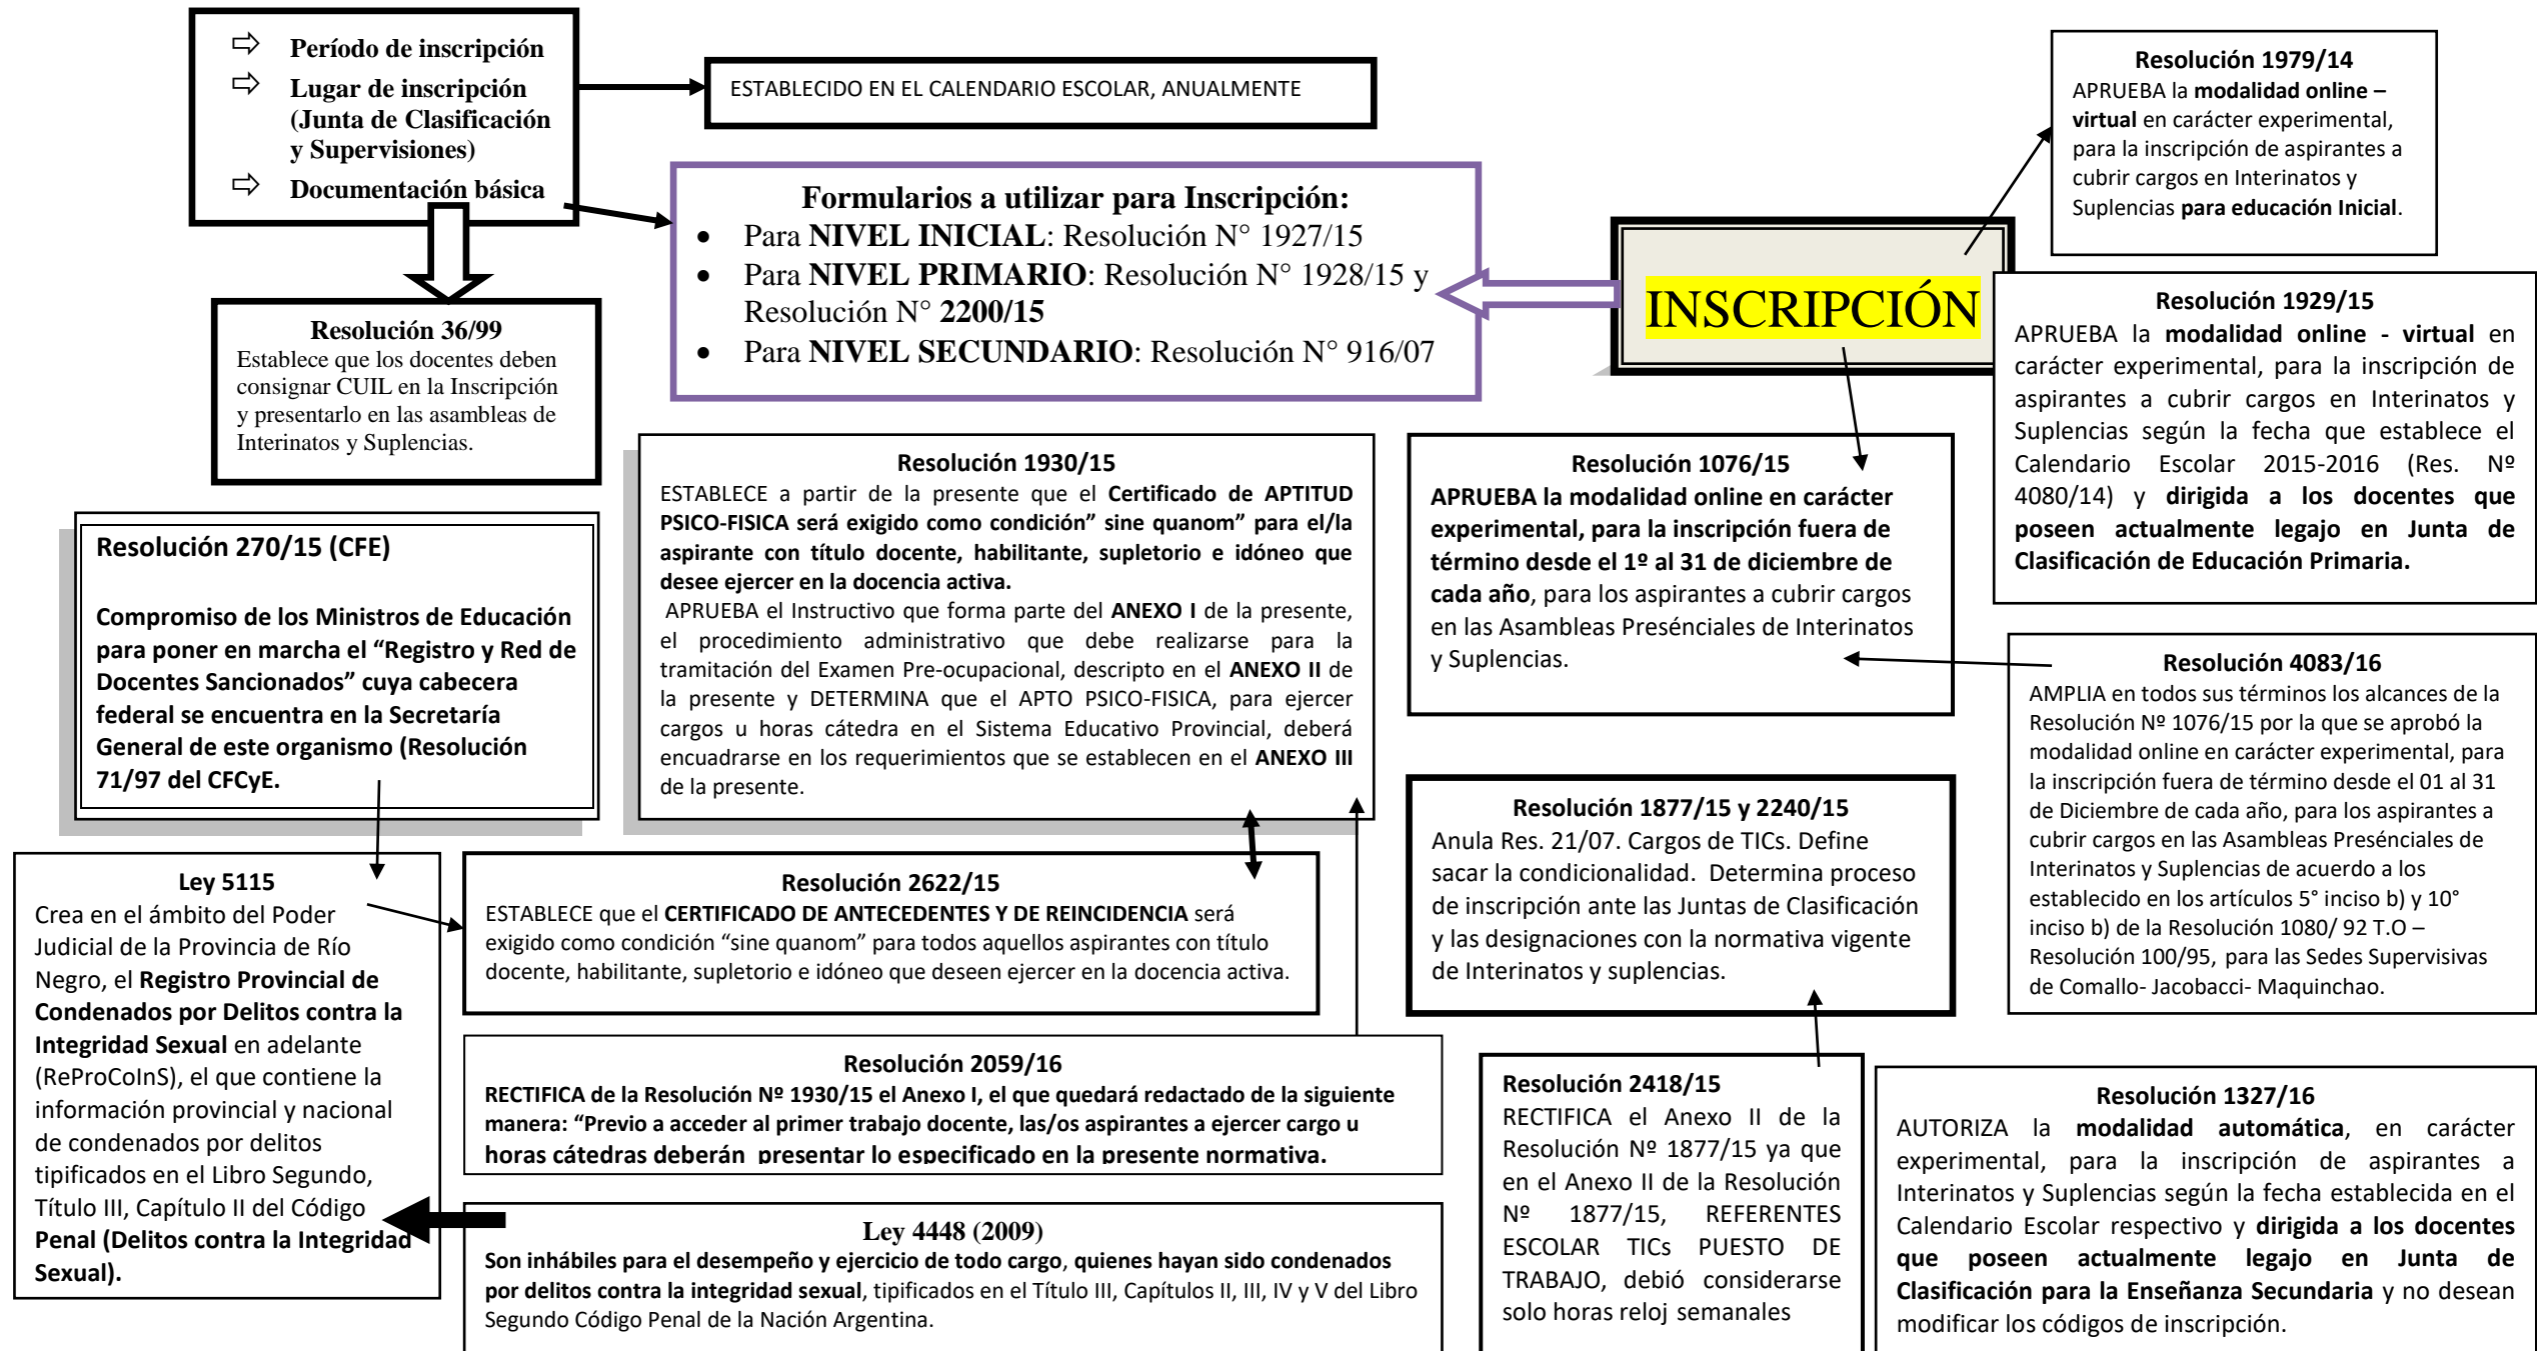 ⇨ Período de inscripción
⇨ Lugar de inscripción
(Junta de Clasificación
y Supervisiones)
⇨ Documentación básica
ESTABLECIDO EN EL CALENDARIO ESCOLAR, ANUALMENTE
Formularios a utilizar para Inscripción:
• Para NIVEL INICIAL: Resolución N° 1927/15
• Para NIVEL PRIMARIO: Resolución N° 1928/15 y
Resolución N° 2200/15
• Para NIVEL SECUNDARIO: Resolución N° 916/07
INSCRIPCIÓN
Resolución 1979/14
APRUEBA la modalidad online –
virtual en carácter experimental,
para la inscripción de aspirantes a
cubrir cargos en Interinatos y
Suplencias para educación Inicial.
Resolución 1929/15
APRUEBA la modalidad online - virtual en
carácter experimental, para la inscripción de
aspirantes a cubrir cargos en Interinatos y
Suplencias según la fecha que establece el
Calendario Escolar 2015-2016 (Res. Nº
4080/14) y dirigida a los docentes que
poseen actualmente legajo en Junta de
Clasificación de Educación Primaria.
Resolución 36/99
Establece que los docentes deben
consignar CUIL en la Inscripción
y presentarlo en las asambleas de
Interinatos y Suplencias.
Resolución 1930/15
ESTABLECE a partir de la presente que el Certificado de APTITUD
PSICO-FISICA será exigido como condición” sine quanom” para el/la
aspirante con título docente, habilitante, supletorio e idóneo que
desee ejercer en la docencia activa.
APRUEBA el Instructivo que forma parte del ANEXO I de la presente,
el procedimiento administrativo que debe realizarse para la
tramitación del Examen Pre-ocupacional, descripto en el ANEXO II de
la presente y DETERMINA que el APTO PSICO-FISICA, para ejercer
cargos u horas cátedra en el Sistema Educativo Provincial, deberá
encuadrarse en los requerimientos que se establecen en el ANEXO III
de la presente.
Resolución 1076/15
APRUEBA la modalidad online en carácter
experimental, para la inscripción fuera de
término desde el 1º al 31 de diciembre de
cada año, para los aspirantes a cubrir cargos
en las Asambleas Presénciales de Interinatos
y Suplencias.
Resolución 270/15 (CFE)
Compromiso de los Ministros de Educación
para poner en marcha el “Registro y Red de
Docentes Sancionados” cuya cabecera
federal se encuentra en la Secretaría
General de este organismo (Resolución
71/97 del CFCyE.
Resolución 4083/16
AMPLIA en todos sus términos los alcances de la
Resolución Nº 1076/15 por la que se aprobó la
modalidad online en carácter experimental, para
la inscripción fuera de término desde el 01 al 31
de Diciembre de cada año, para los aspirantes a
cubrir cargos en las Asambleas Presénciales de
Interinatos y Suplencias de acuerdo a los
establecido en los artículos 5° inciso b) y 10°
inciso b) de la Resolución 1080/ 92 T.O –
Resolución 100/95, para las Sedes Supervisivas
de Comallo- Jacobacci- Maquinchao.
Resolución 1877/15 y 2240/15
Anula Res. 21/07. Cargos de TICs. Define
sacar la condicionalidad. Determina proceso
de inscripción ante las Juntas de Clasificación
y las designaciones con la normativa vigente
de Interinatos y suplencias.
Ley 5115
Crea en el ámbito del Poder
Judicial de la Provincia de Río
Negro, el Registro Provincial de
Condenados por Delitos contra la
Integridad Sexual en adelante
(ReProCoInS), el que contiene la
información provincial y nacional
de condenados por delitos
tipificados en el Libro Segundo,
Título III, Capítulo II del Código
Penal (Delitos contra la Integridad
Sexual).
Resolución 2622/15
ESTABLECE que el CERTIFICADO DE ANTECEDENTES Y DE REINCIDENCIA será
exigido como condición “sine quanom” para todos aquellos aspirantes con título
docente, habilitante, supletorio e idóneo que deseen ejercer en la docencia activa.
Resolución 2059/16
RECTIFICA de la Resolución Nº 1930/15 el Anexo I, el que quedará redactado de la siguiente
manera: “Previo a acceder al primer trabajo docente, las/os aspirantes a ejercer cargo u
horas cátedras deberán presentar lo especificado en la presente normativa.
Ley 4448 (2009)
Son inhábiles para el desempeño y ejercicio de todo cargo, quienes hayan sido condenados
por delitos contra la integridad sexual, tipificados en el Título III, Capítulos II, III, IV y V del Libro
Segundo Código Penal de la Nación Argentina.
Resolución 2418/15
RECTIFICA el Anexo II de la
Resolución Nº 1877/15 ya que
en el Anexo II de la Resolución
Nº 1877/15, REFERENTES
ESCOLAR TICs PUESTO DE
TRABAJO, debió considerarse
solo horas reloj semanales
Resolución 1327/16
AUTORIZA la modalidad automática, en carácter
experimental, para la inscripción de aspirantes a
Interinatos y Suplencias según la fecha establecida en el
Calendario Escolar respectivo y dirigida a los docentes
que poseen actualmente legajo en Junta de
Clasificación para la Enseñanza Secundaria y no desean
modificar los códigos de inscripción.